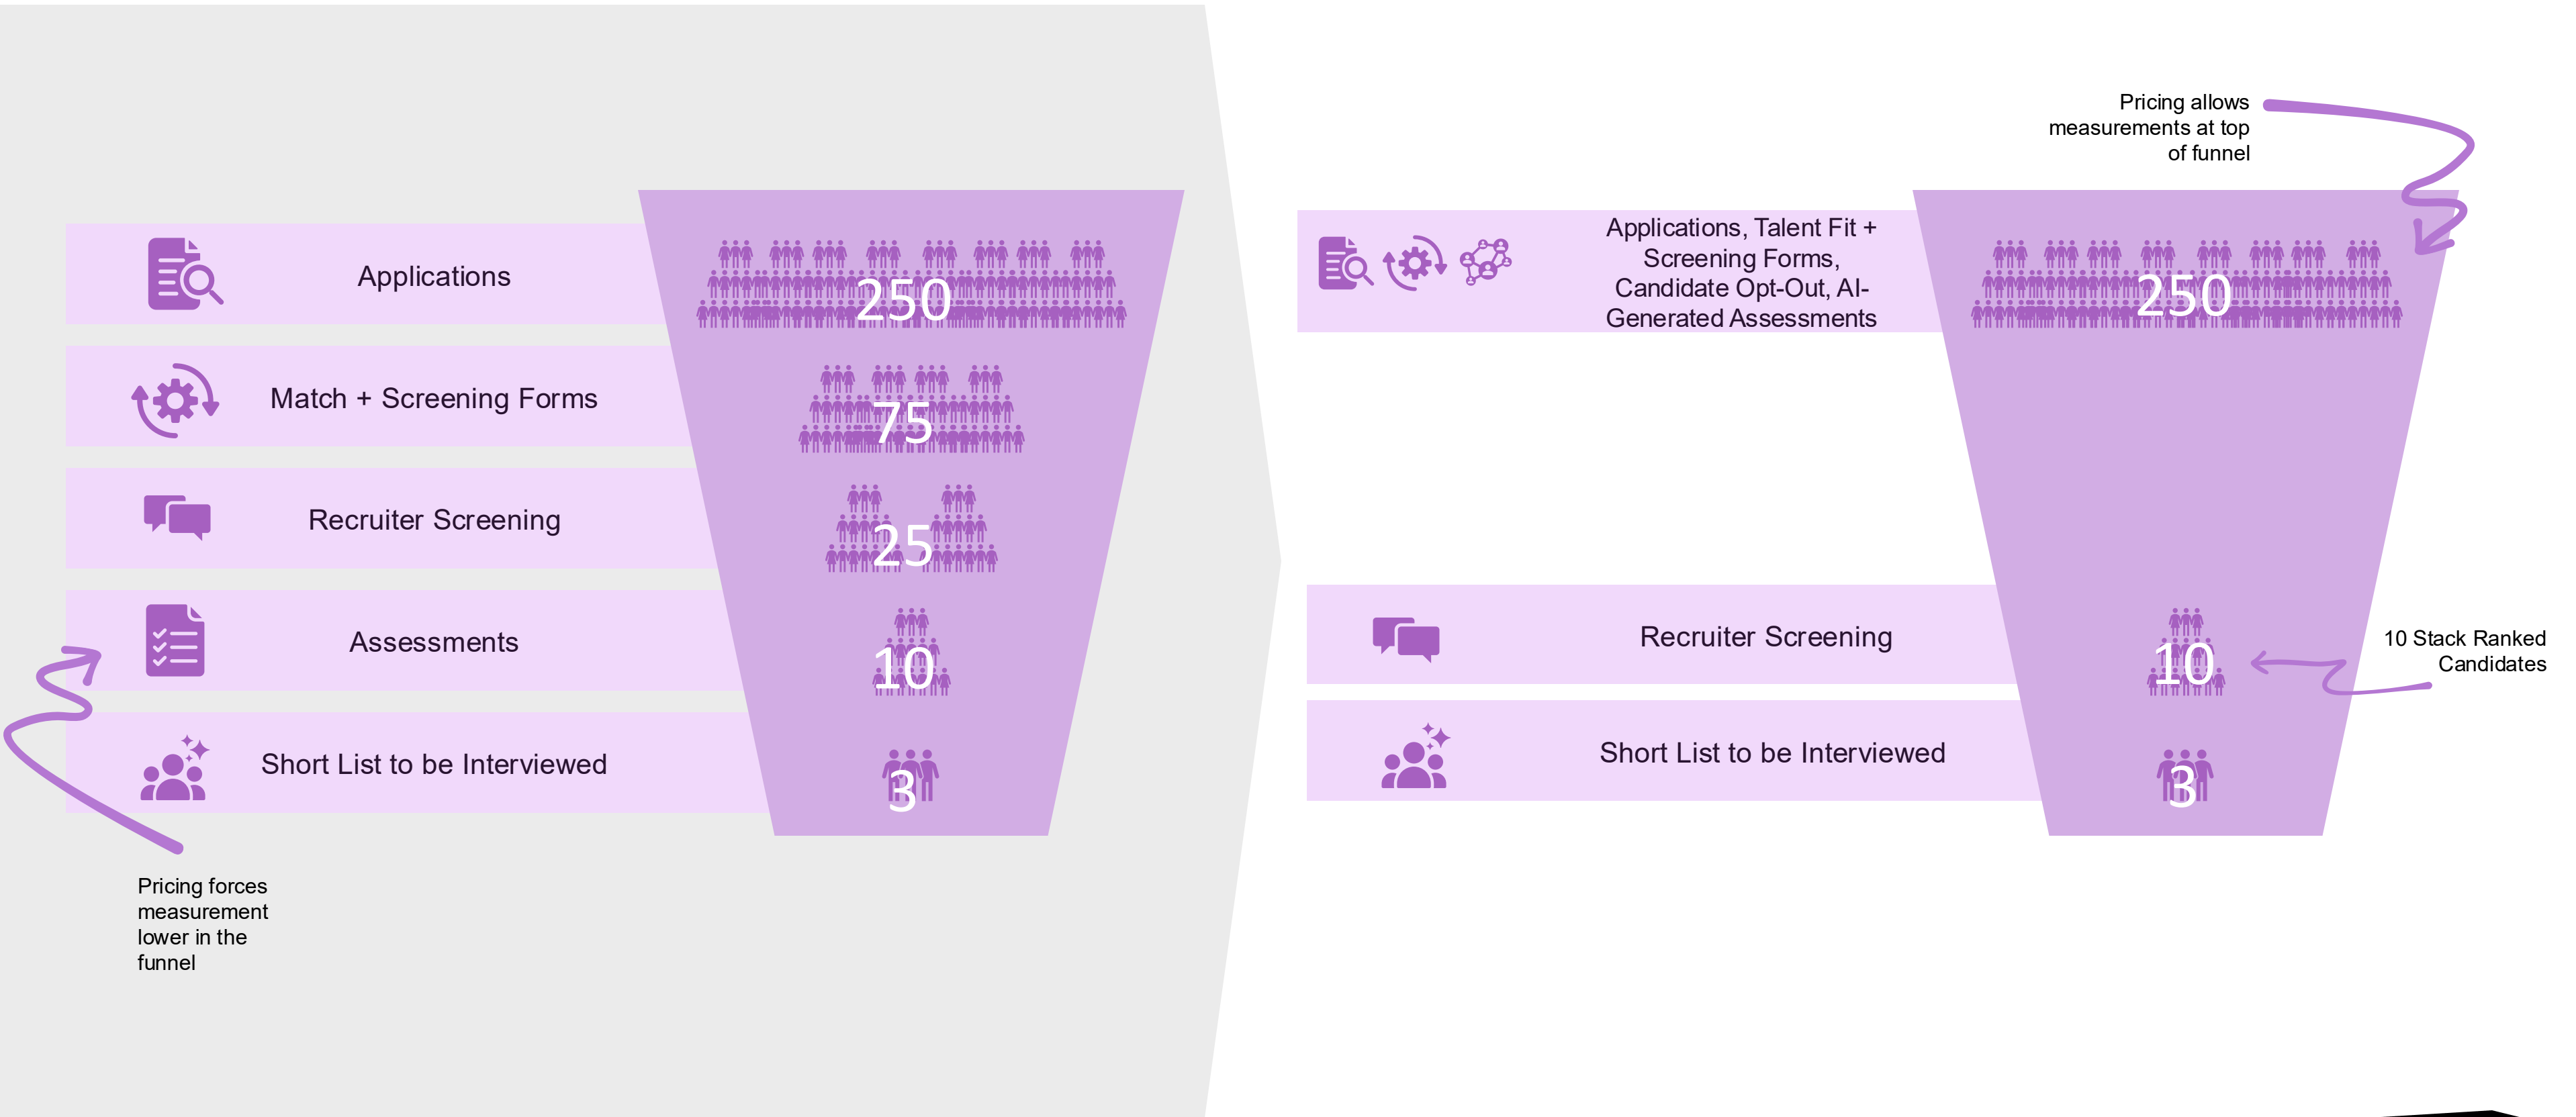 Applications
250
Match + Screening Forms
75
Recruiter Screening
25
Assessments
10
Short List to be Interviewed
3
Pricing forces
measurement
lower in the
funnel
Pricing allows
measurements at top
of funnel
Applications, Talent Fit +
Screening Forms,
Candidate Opt-Out, AI-
Generated Assessments
250
Recruiter Screening
10
10 Stack Ranked
Candidates
Short List to be Interviewed
3